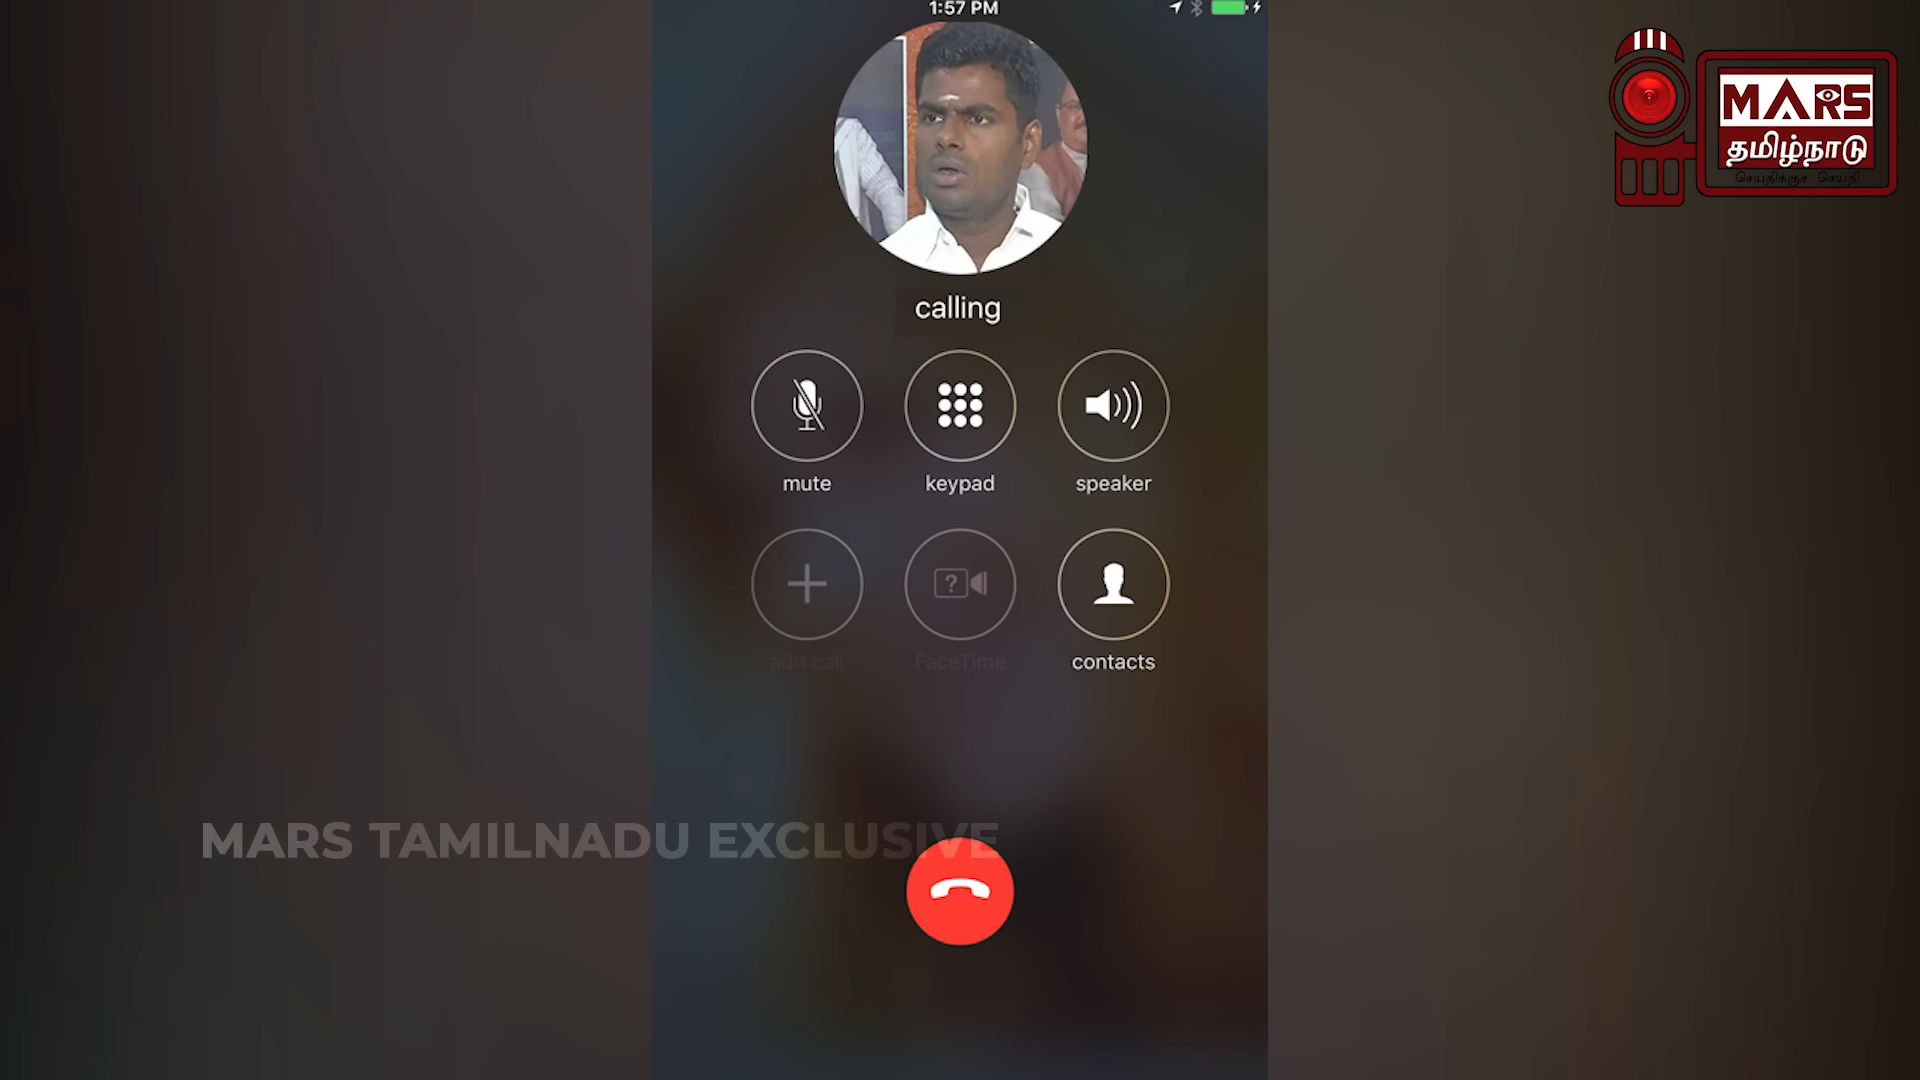 1:57 PM
MARS
தமிழ்நாடு
செய்திக்குச் செய்தி
calling
mute
keypad
speaker
add call
FaceTime
contacts
MARS TAMILNADU EXCLUSIVE